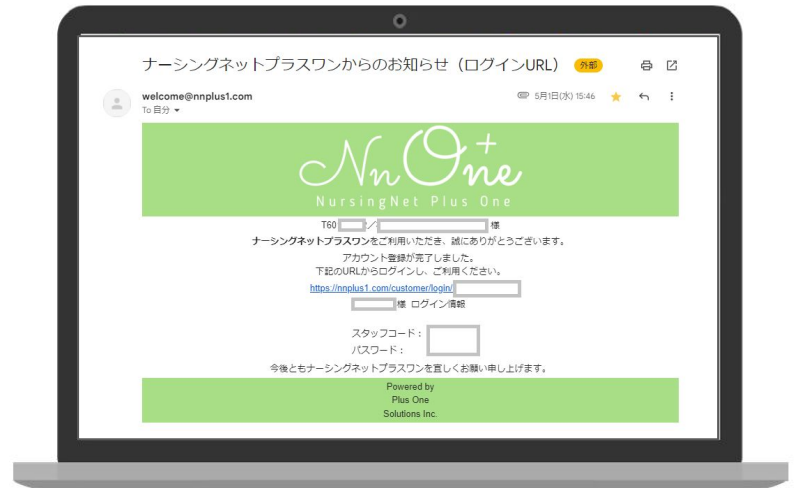 ナーシングネットプラスワンからのお知らせ（ログインURL） 外部
welcome@nnplus1.com 5月1日(水) 15:46
To 自分
Nn One+
NursingNet Plus One
T60 ／ 様
ナーシングネットプラスワンをご利用いただき、誠にありがとうございます。
アカウント登録が完了しました。
下記のURLからログインし、ご利用ください。
https://nnplus1.com/customer/login/
様 ログイン情報
スタッフコード：
パスワード：
今後ともナーシングネットプラスワンを宜しくお願い申し上げます。
Powered by
Plus One
Solutions Inc.